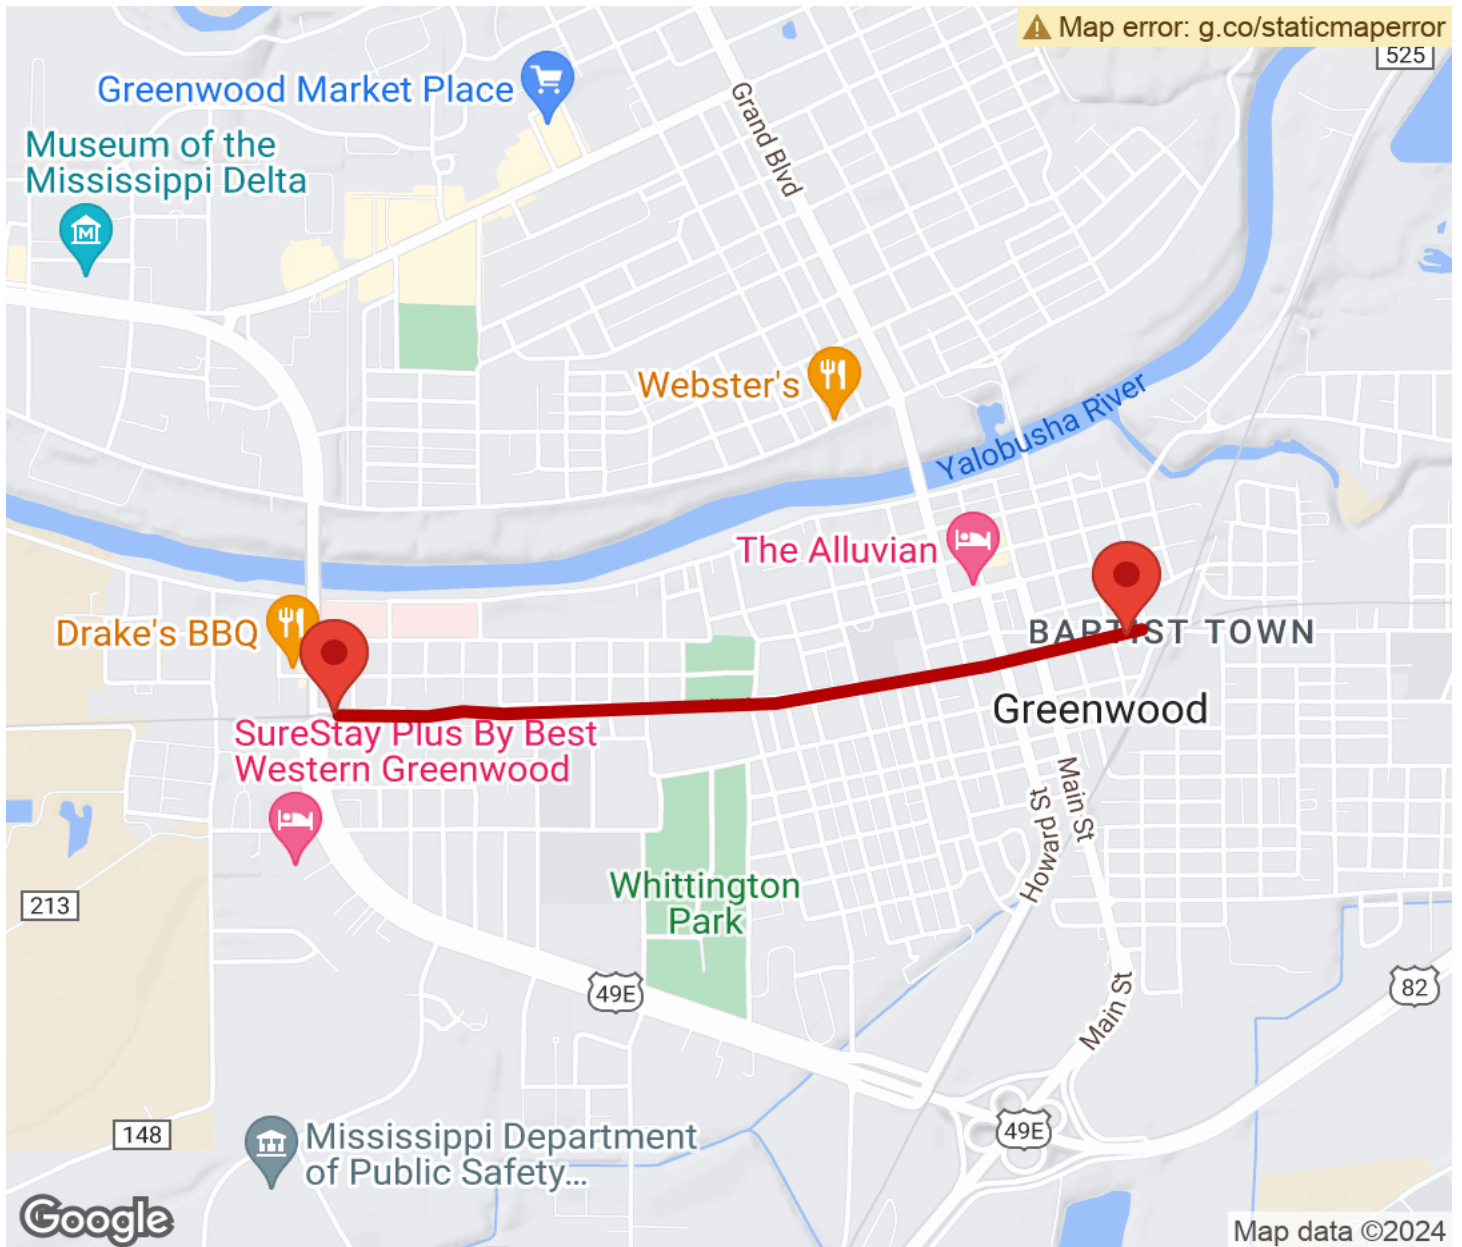 Map error: g.co/staticmaperror
525
Greenwood Market Place
Grand Blvd
Museum of the
Mississippi Delta
M
Webster's
Yalobusha River
The Alluvian
Drake's BBQ
BAPTIST TOWN
Greenwood
SureStay Plus By Best
Western Greenwood
Main St
Howard St
Whittington
Park
213
49E
82
Main St
148
49E
Mississippi Department
of Public Safety...
Google
Map data ©2024